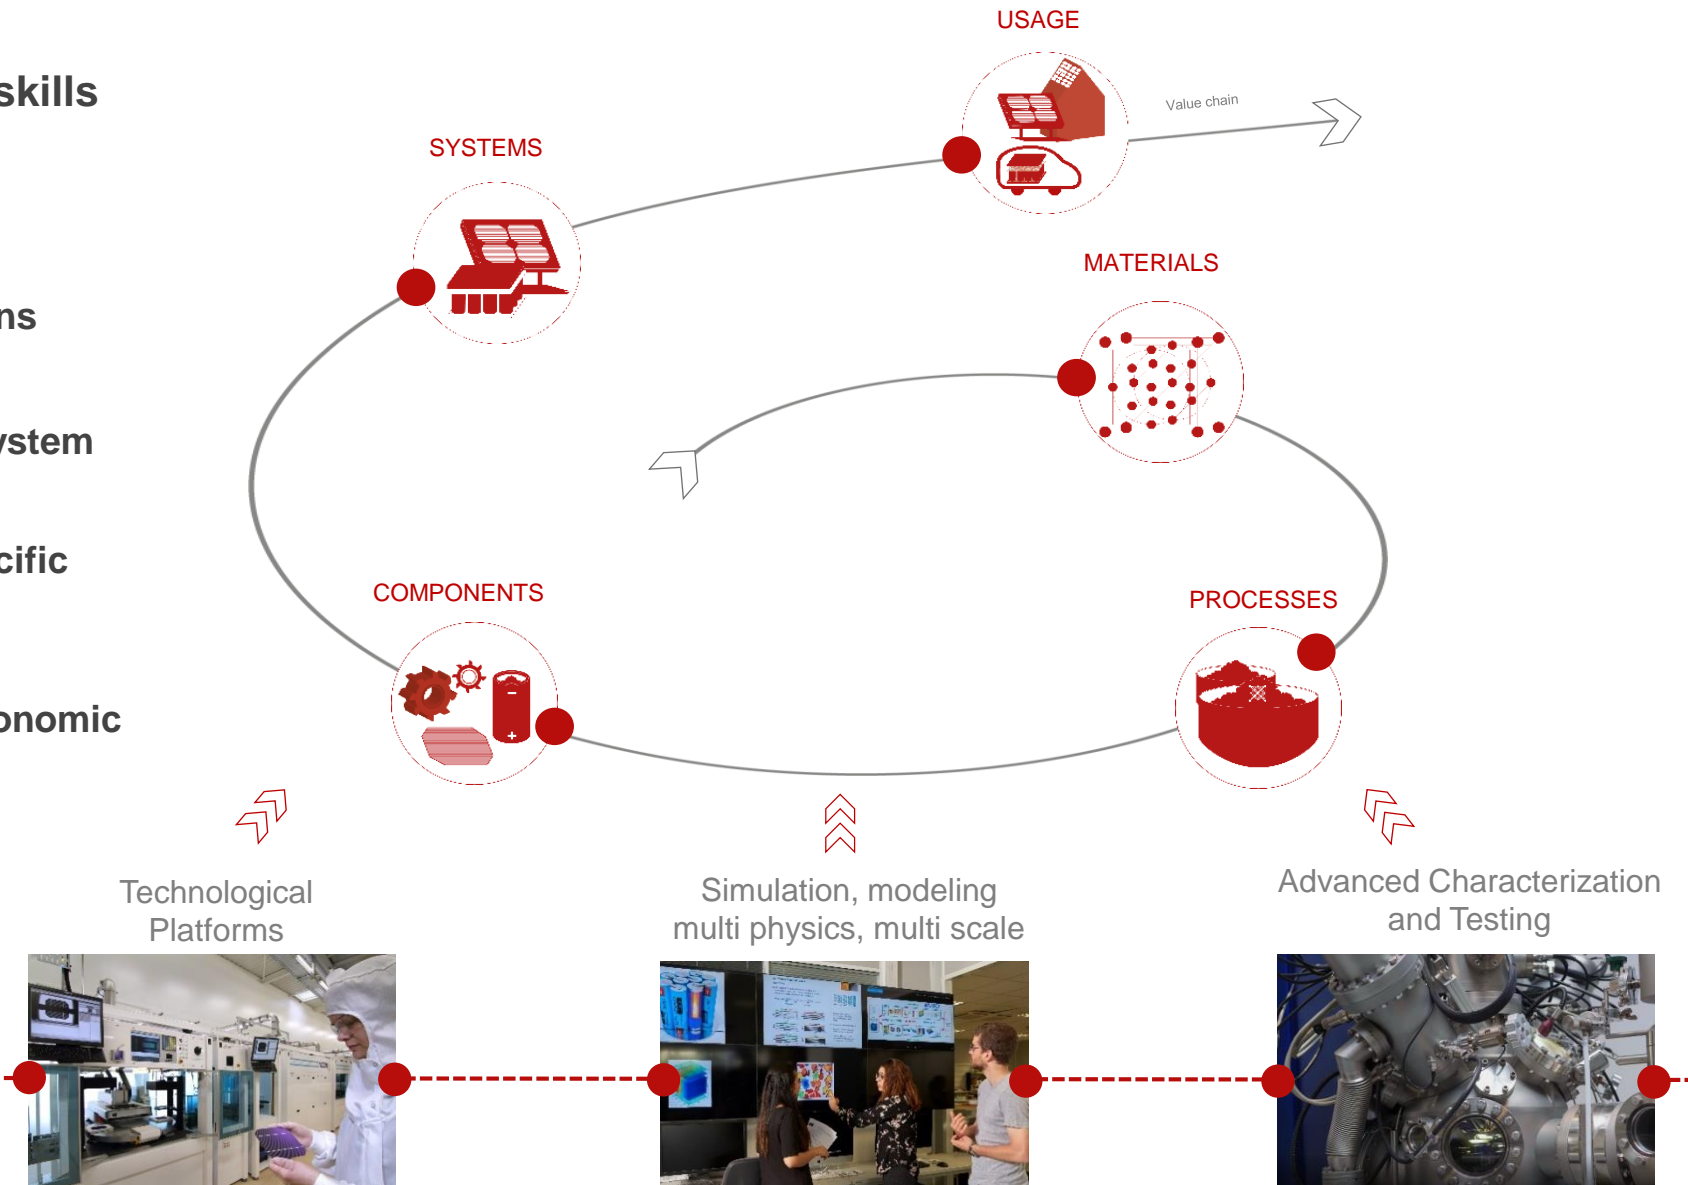 USAGE
skills
Value chain
SYSTEMS
MATERIALS
ns
ystem
cific
COMPONENTS
PROCESSES
onomic
Technological
Platforms
Simulation, modeling
multi physics, multi scale
Advanced Characterization
and Testing